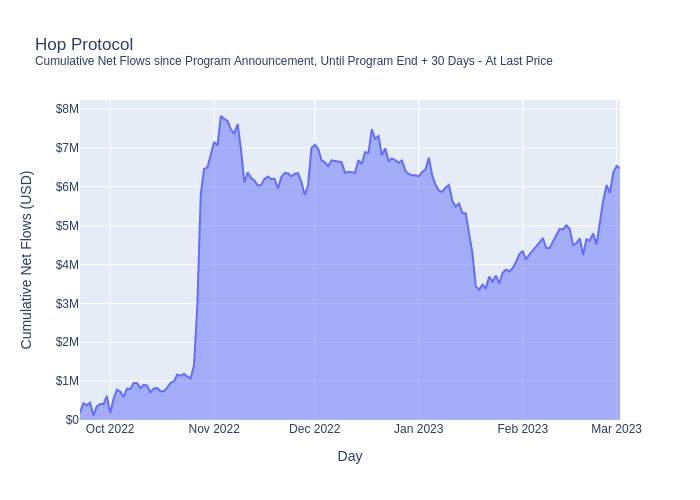 Hop Protocol
Cumulative Net Flows since Program Announcement, Until Program End + 30 Days - At Last Price
Cumulative Net Flows (USD)
$8M
$7M
$6M
$5M
$4M
$3M
$2M
$1M
$0
Oct 2022
Nov 2022
Dec 2022
Jan 2023
Feb 2023
Mar 2023
Day